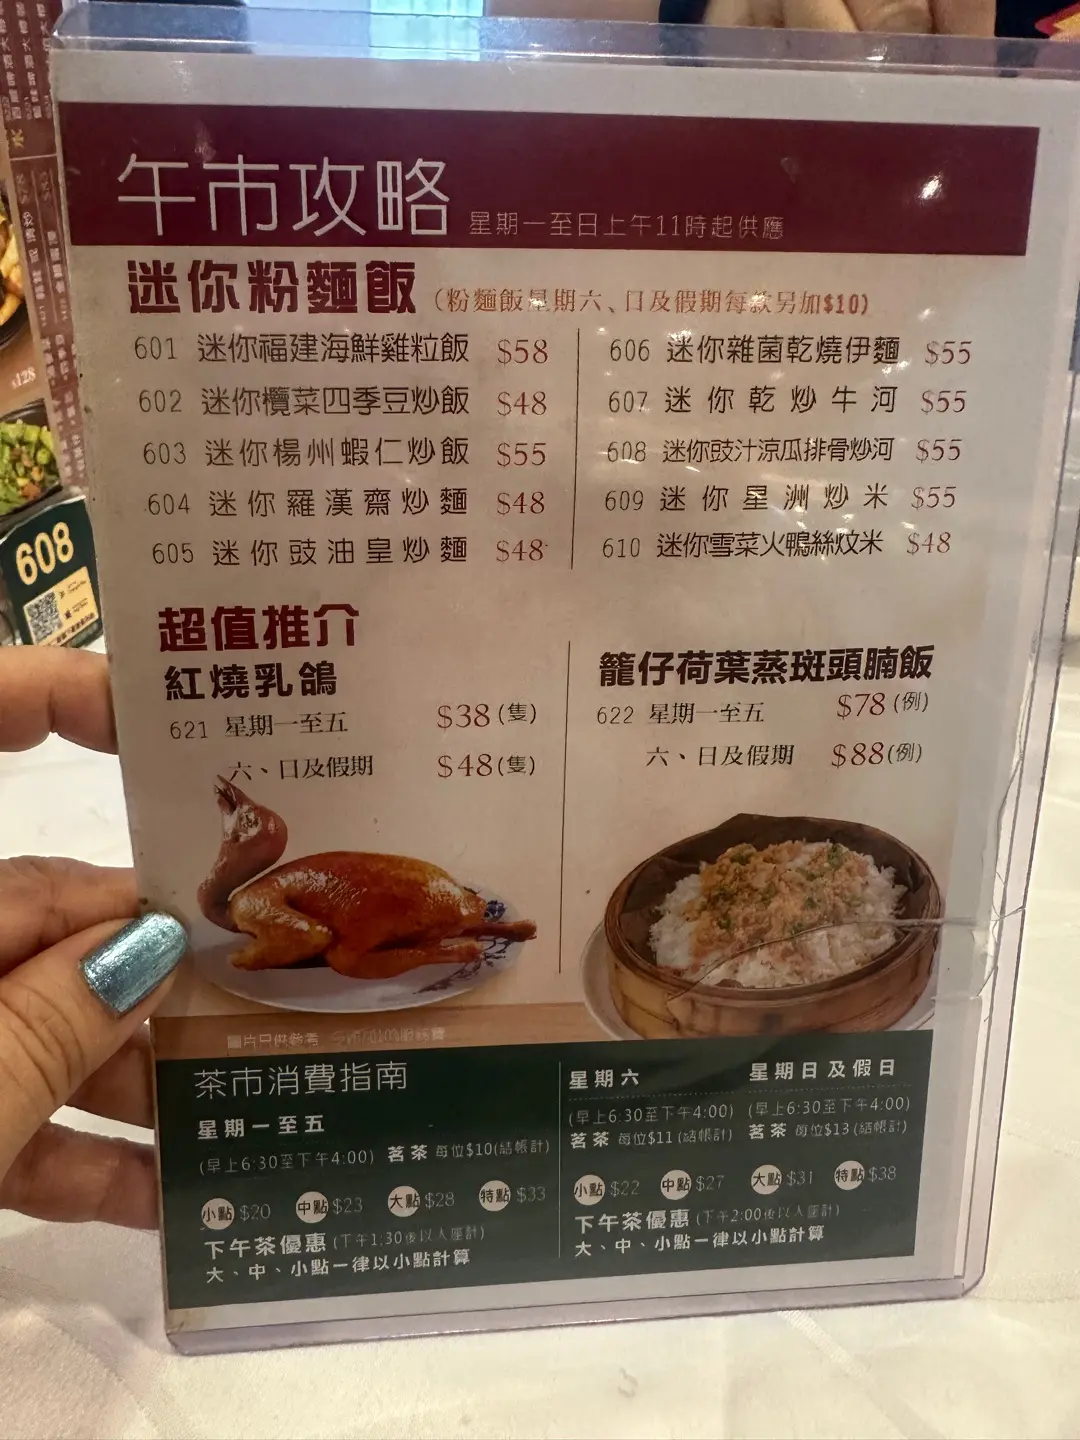 午市攻略 星期一至日上午11時起供應
迷你粉麵飯 (粉麵飯星期六、日及假期每款另加$10)
601 迷你福建海鮮雞粒飯 $58
602 迷你欖菜四季豆炒飯 $48
603 迷你楊州蝦仁炒飯 $55
604 迷你羅漢齋炒麵 $48
605 迷你豉油皇炒麵 $48
606 迷你雜菌乾燒伊麵 $55
607 迷你乾炒牛河 $55
608 迷你豉汁涼瓜排骨炒河 $55
609 迷你星洲炒米 $55
610 迷你雪菜火鴨絲炆米 $48
超值推介
紅燒乳鴿
621 星期一至五 $38(隻)
六、日及假期 $48(隻)
籠仔荷葉蒸斑頭腩飯
622 星期一至五 $78(例)
六、日及假期 $88(例)
圖片只供參考
茶市消費指南
星期一至五
(早上6:30至下午4:00) 茗茶 每位$10(結帳計)
小點 $20 中點 $23 大點 $28 特點 $33
下午茶優惠 (下午1:30後以入座計)
大、中、小點一律以小點計算
星期六
(早上6:30至下午4:00)
茗茶 每位$11(結帳計)
星期日及假日
(早上6:30至下午4:00)
茗茶 每位$13(結帳計)
小點 $22 中點 $27 大點 $31 特點 $38
下午茶優惠 (下午2:00後以入座計)
大、中、小點一律以小點計算
608
$128